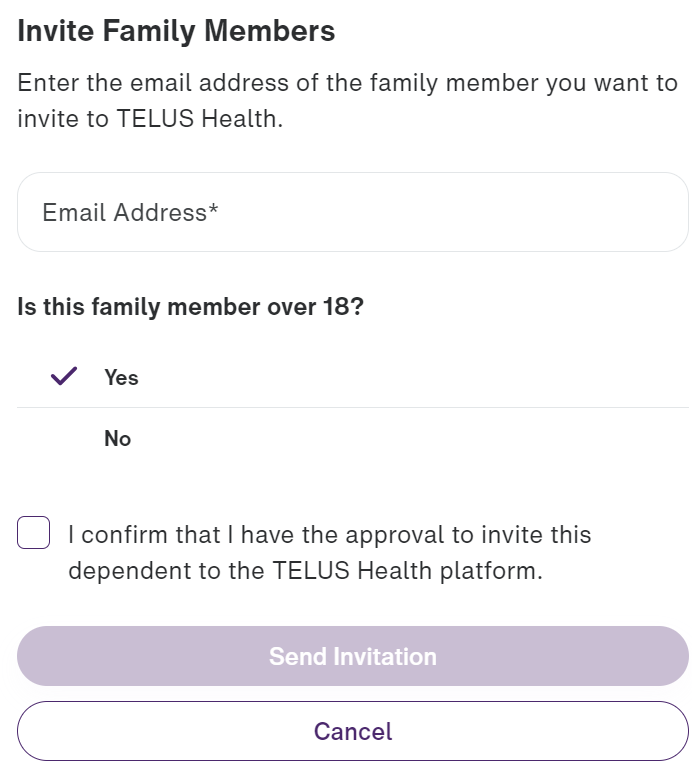 Invite Family Members
Enter the email address of the family member you want to
invite to TELUS Health.
Email Address*
Is this family member over 18?
Yes
No
I confirm that I have the approval to invite this
dependent to the TELUS Health platform.
Send Invitation
Cancel